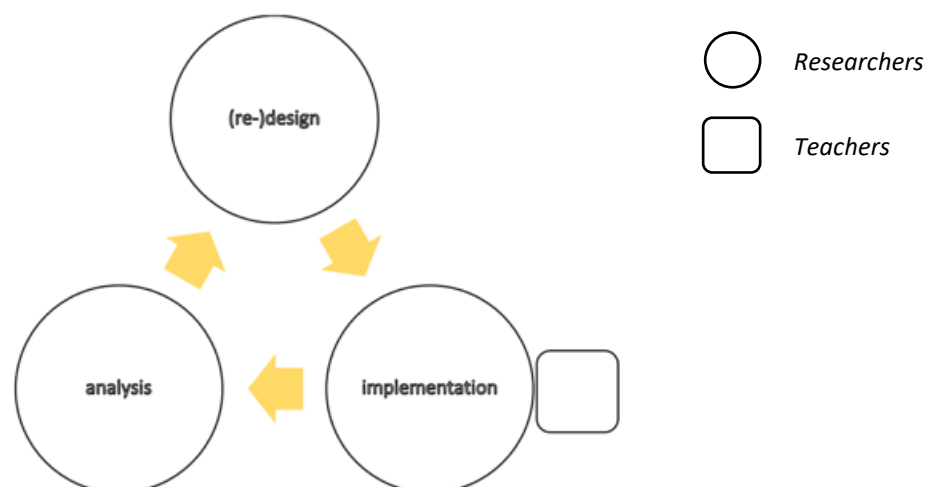 (re-)design
Researchers
Teachers
analysis
implementation